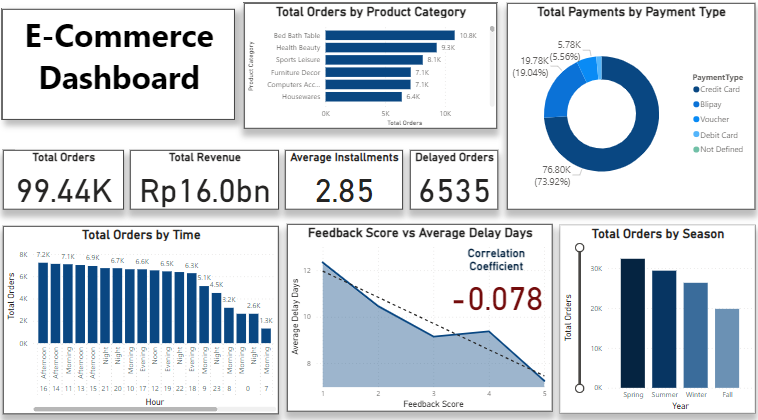 E-Commerce
Dashboard
Total Orders by Product Category
Product Category
Bed Bath Table
Health Beauty
Sports Leisure
Furniture Decor
Computers Acc...
Housewares
10.8K
9.3K
8.1K
7.1K
7.1K
6.4K
0K
5K
10K
Total Orders
Total Payments by Payment Type
5.78K
(5.56%)
19.78K
(19.04%)
76.80K
(73.92%)
PaymentType
Credit Card
Blipay
Voucher
Debit Card
Not Defined
Total Orders
99.44K
Total Revenue
Rp16.0bn
Average Installments
2.85
Delayed Orders
6535
Total Orders by Time
Total Orders
8K
6K
4K
2K
0K
7.2K
7.1K
6.9K
6.7K
6.6K
6.5K
6.3K
5.1K
4.5K
3.2K
2.6K
1.3K
Afternoon
Afternoon
Morning
Afternoon
Afternoon
Night
Night
Morning
Evening
Noon
Evening
Night
Evening
Morning
Night
Morning
Night
Morning
16
14
11
13
15
21
20
10
17
12
19
22
18
9
23
8
0
7
Hour
Feedback Score vs Average Delay Days
Correlation
Coefficient
-0.078
Average Delay Days
12
10
8
1
2
3
4
5
Feedback Score
Total Orders by Season
Total Orders
30K
20K
10K
0K
Spring
Summer
Winter
Fall
Year